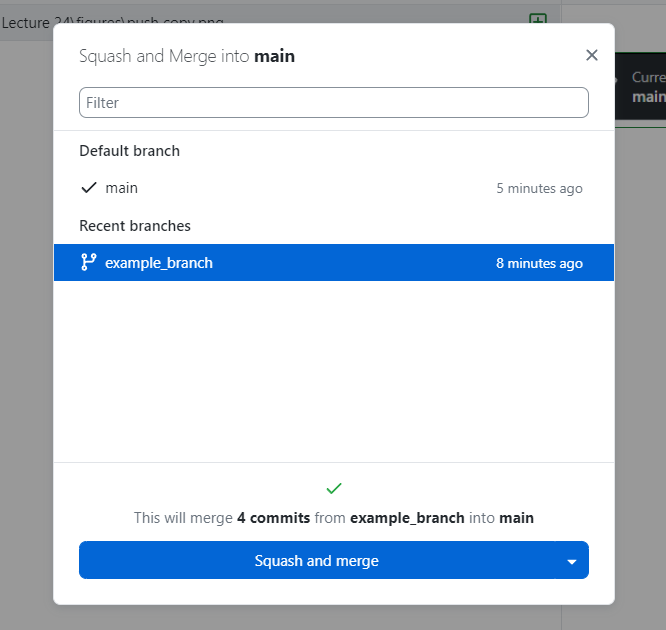 Lecture 24\figures\push-copy.png
Squash and Merge into main
Curre
main
Filter
Default branch
main 5 minutes ago
Recent branches
example_branch 8 minutes ago
This will merge 4 commits from example_branch into main
Squash and merge